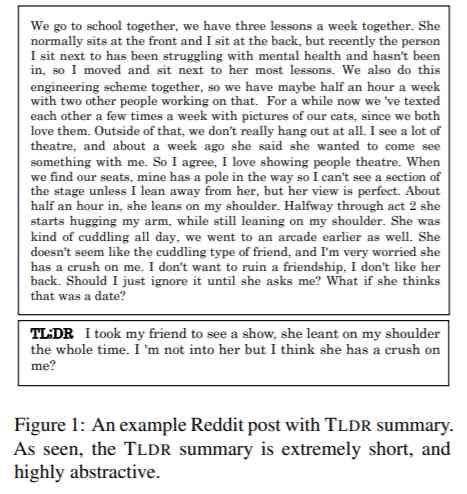 We go to school together, we have three lessons a week together. She
normally sits at the front and I sit at the back, but recently the person
I sit next to has been struggling with mental health and hasn't been
in, so I moved and sit next to her most lessons. We also do this
engineering scheme together, so we have maybe half an hour a week
with two other people working on that. For a while now we 've texted
each other a few times a week with pictures of our cats, since we both
love them. Outside of that, we don't really hang out at all. I see a lot of
theatre, and about a week ago she said she wanted to come see
something with me. So I agree, I love showing people theatre. When
we find our seats, mine has a pole in the way so I can't see a section of
the stage unless I lean away from her, but her view is perfect. About
half an hour in, she leans on my shoulder. Halfway through act 2 she
starts hugging my arm, while still leaning on my shoulder. She was
kind of cuddling all day, we went to an arcade earlier as well. She
doesn't seem like the cuddling type of friend, and I'm very worried she
has a crush on me. I don't want to ruin a friendship, I don't like her
back. Should I just ignore it until she asks me? What if she thinks
that was a date?
TL;DR I took my friend to see a show, she leant on my shoulder
the whole time. I 'm not into her but I think she has a crush on
me?
Figure 1: An example Reddit post with TLDR summary.
As seen, the TLDR summary is extremely short, and
highly abstractive.